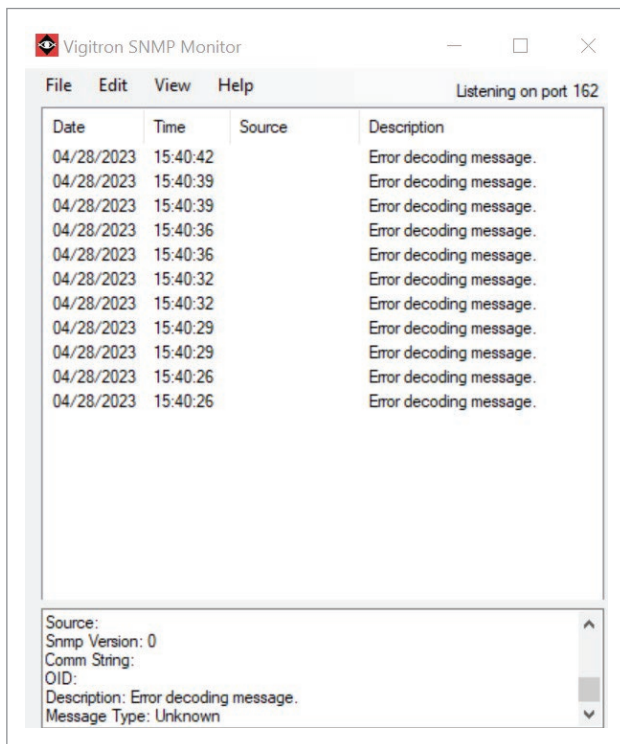 Vigitron SNMP Monitor
File Edit View Help Listening on port 162
Date Time Source Description
04/28/2023 15:40:42 Error decoding message.
04/28/2023 15:40:39 Error decoding message.
04/28/2023 15:40:39 Error decoding message.
04/28/2023 15:40:36 Error decoding message.
04/28/2023 15:40:36 Error decoding message.
04/28/2023 15:40:32 Error decoding message.
04/28/2023 15:40:32 Error decoding message.
04/28/2023 15:40:29 Error decoding message.
04/28/2023 15:40:29 Error decoding message.
04/28/2023 15:40:26 Error decoding message.
04/28/2023 15:40:26 Error decoding message.
Source:
Snmp Version: 0
Comm String:
OID:
Description: Error decoding message.
Message Type: Unknown